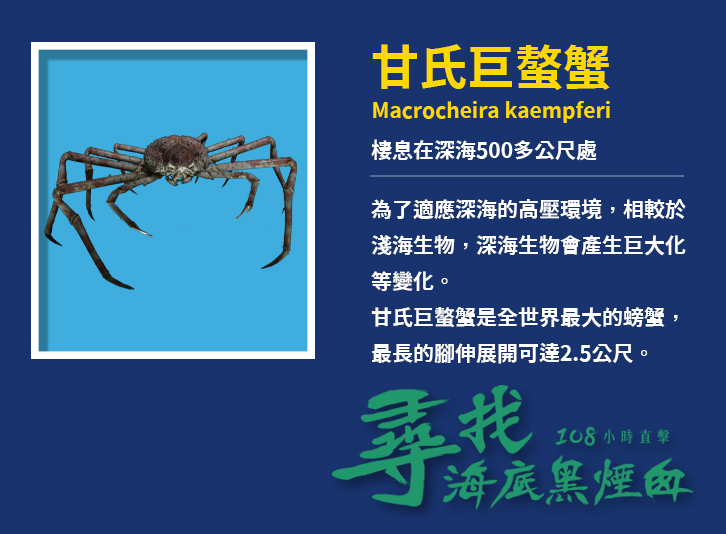 甘氏巨螯蟹
Macrocheira kaempferi
棲息在深海500多公尺處
為了適應深海的高壓環境，相較於
淺海生物，深海生物會產生巨大化
等變化。
甘氏巨螯蟹是全世界最大的螃蟹，
最長的腳伸展開可達2.5公尺。
尋找
108小時直擊
海底黑煙囪